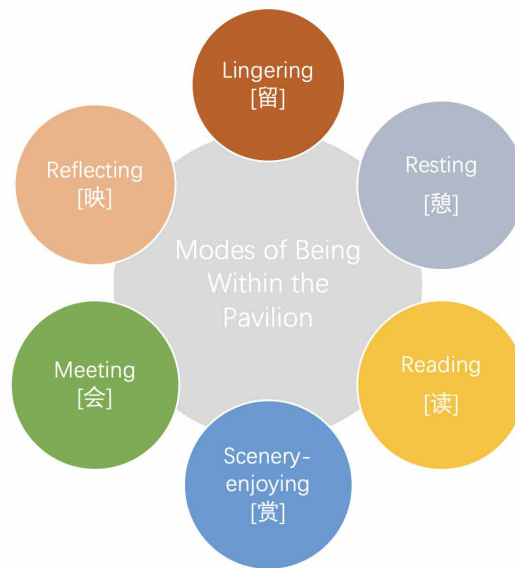 Lingering
[留]
Resting
[憩]
Reading
[读]
Scenery-
enjoying
[赏]
Meeting
[会]
Reflecting
[映]
Modes of Being
Within the
Pavilion